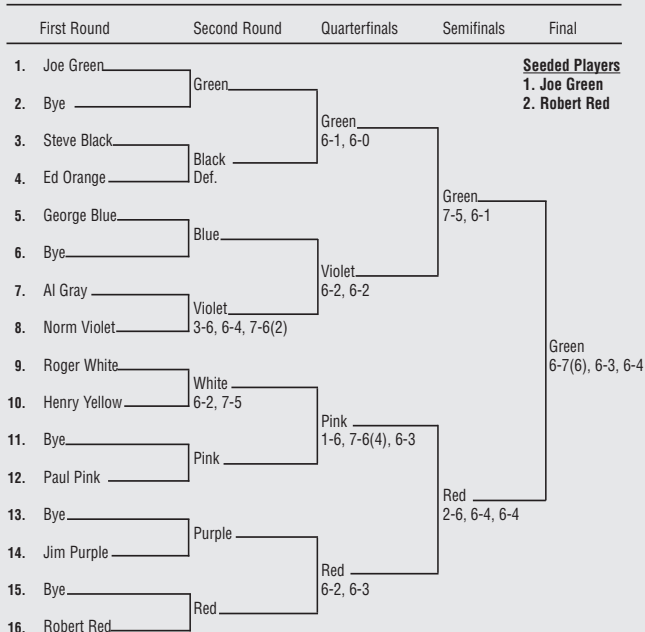 First Round Second Round Quarterfinals Semifinals Final
Seeded Players
1. Joe Green
2. Robert Red
1. Joe Green
2. Bye
3. Steve Black
4. Ed Orange
5. George Blue
6. Bye
7. Al Gray
8. Norm Violet
9. Roger White
10. Henry Yellow
11. Bye
12. Paul Pink
13. Bye
14. Jim Purple
15. Bye
16. Robert Red
Green
Black
Def.
Blue
Violet
3-6, 6-4, 7-6(2)
White
6-2, 7-5
Pink
Purple
Red
Green
6-1, 6-0
Violet
6-2, 6-2
Pink
1-6, 7-6(4), 6-3
Red
6-2, 6-3
Green
7-5, 6-1
Red
2-6, 6-4, 6-4
Green
6-7(6), 6-3, 6-4